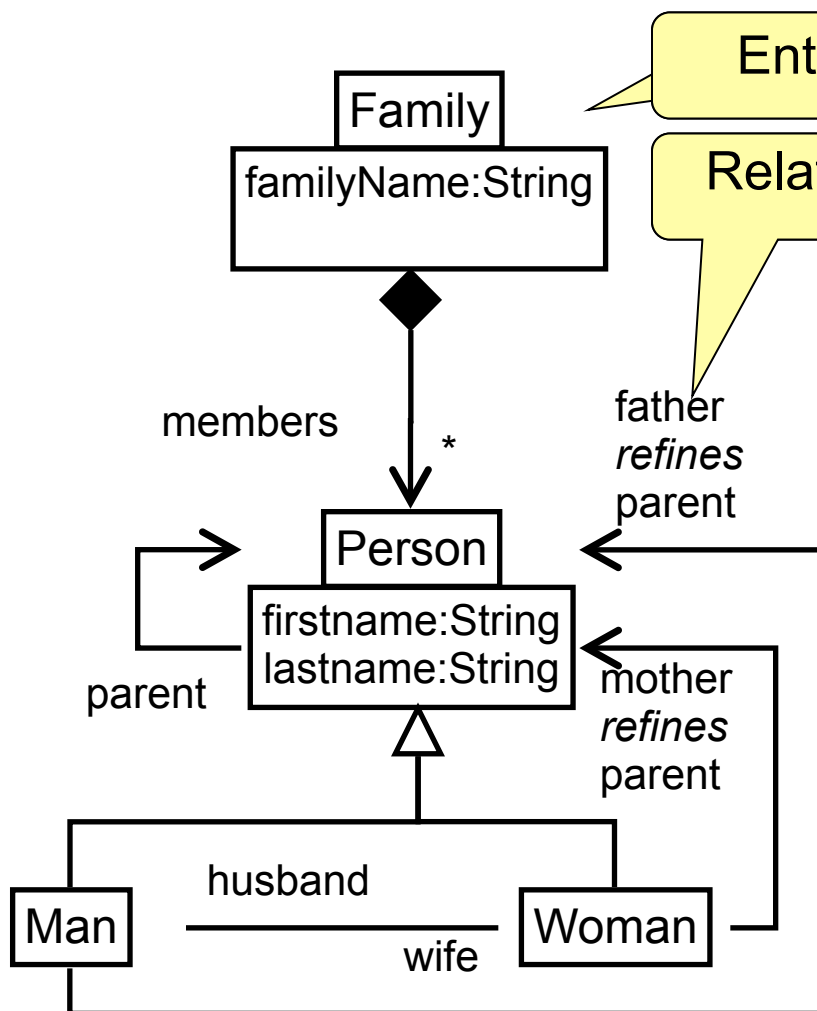 Ent
Family
familyName:String
Relat
members
*
father
refines
parent
Person
firstname:String
lastname:String
parent
mother
refines
parent
husband
Man
Woman
wife